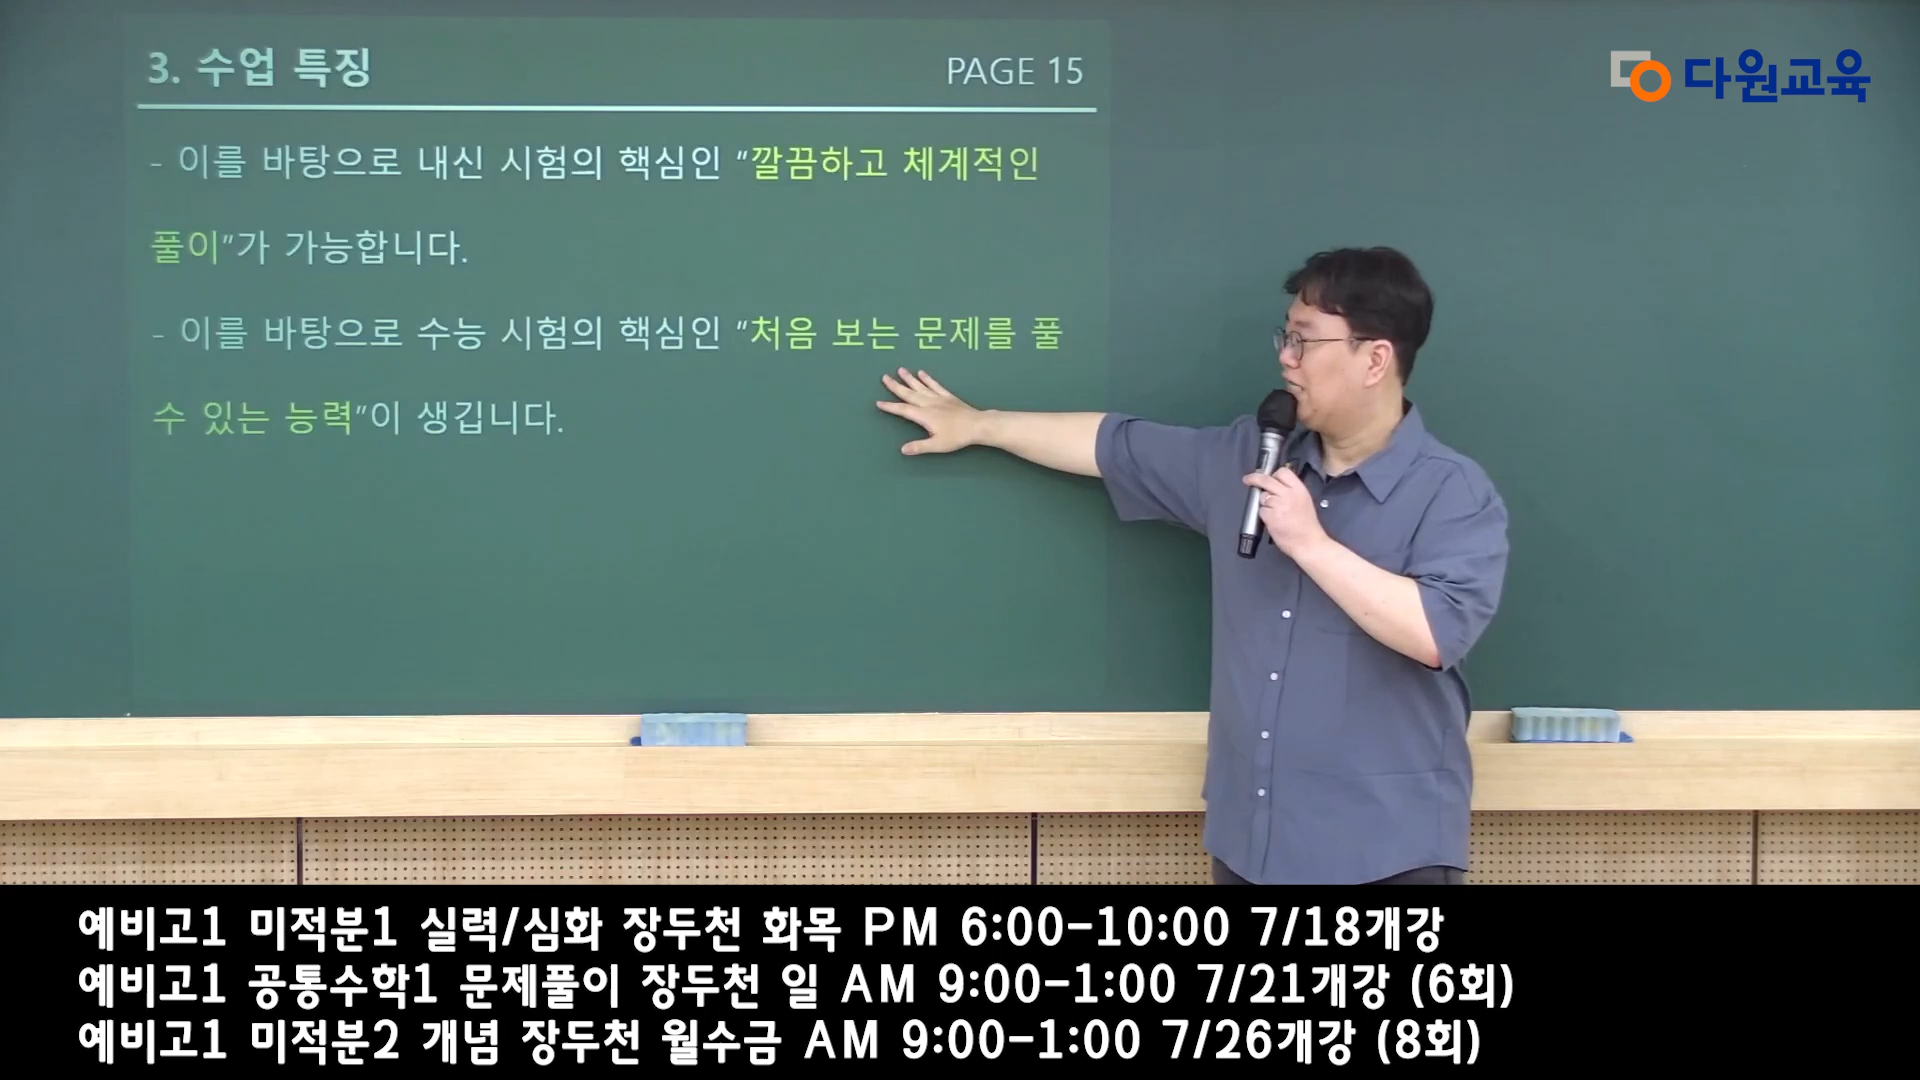 3. 수업 특징
PAGE 15
다원교육
- 이를 바탕으로 내신 시험의 핵심인 "깔끔하고 체계적인
풀이"가 가능합니다.
- 이를 바탕으로 수능 시험의 핵심인 "처음 보는 문제를 풀
수 있는 능력"이 생깁니다.
예비고1 미적분1 실력/심화 장두천 화목 PM 6:00-10:00 7/18개강
예비고1 공통수학1 문제풀이 장두천 일 AM 9:00-1:00 7/21개강 (6회)
예비고1 미적분2 개념 장두천 월수금 AM 9:00-1:00 7/26개강 (8회)